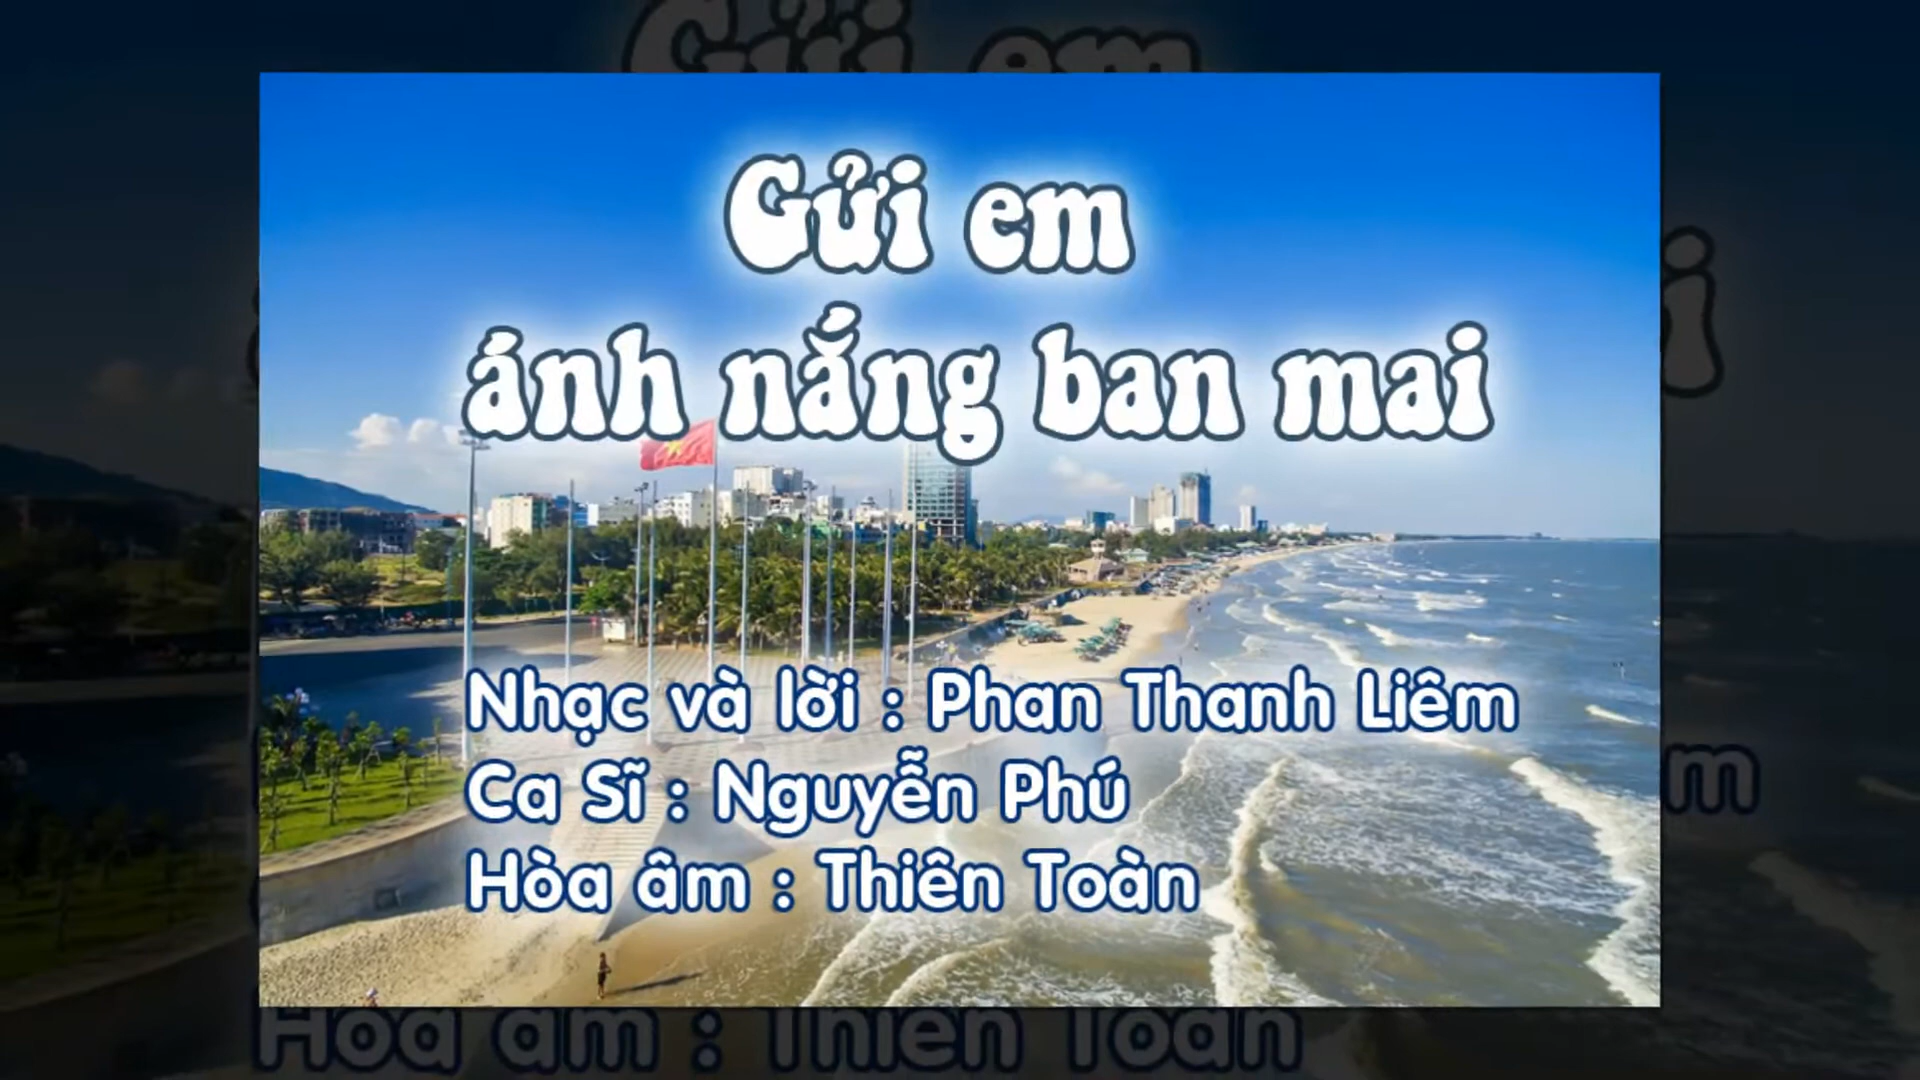 Gửi em
ánh nắng ban mai
Nhạc và lời : Phan Thanh Liêm
Ca Sĩ : Nguyễn Phú
Hòa âm : Thiên Toàn